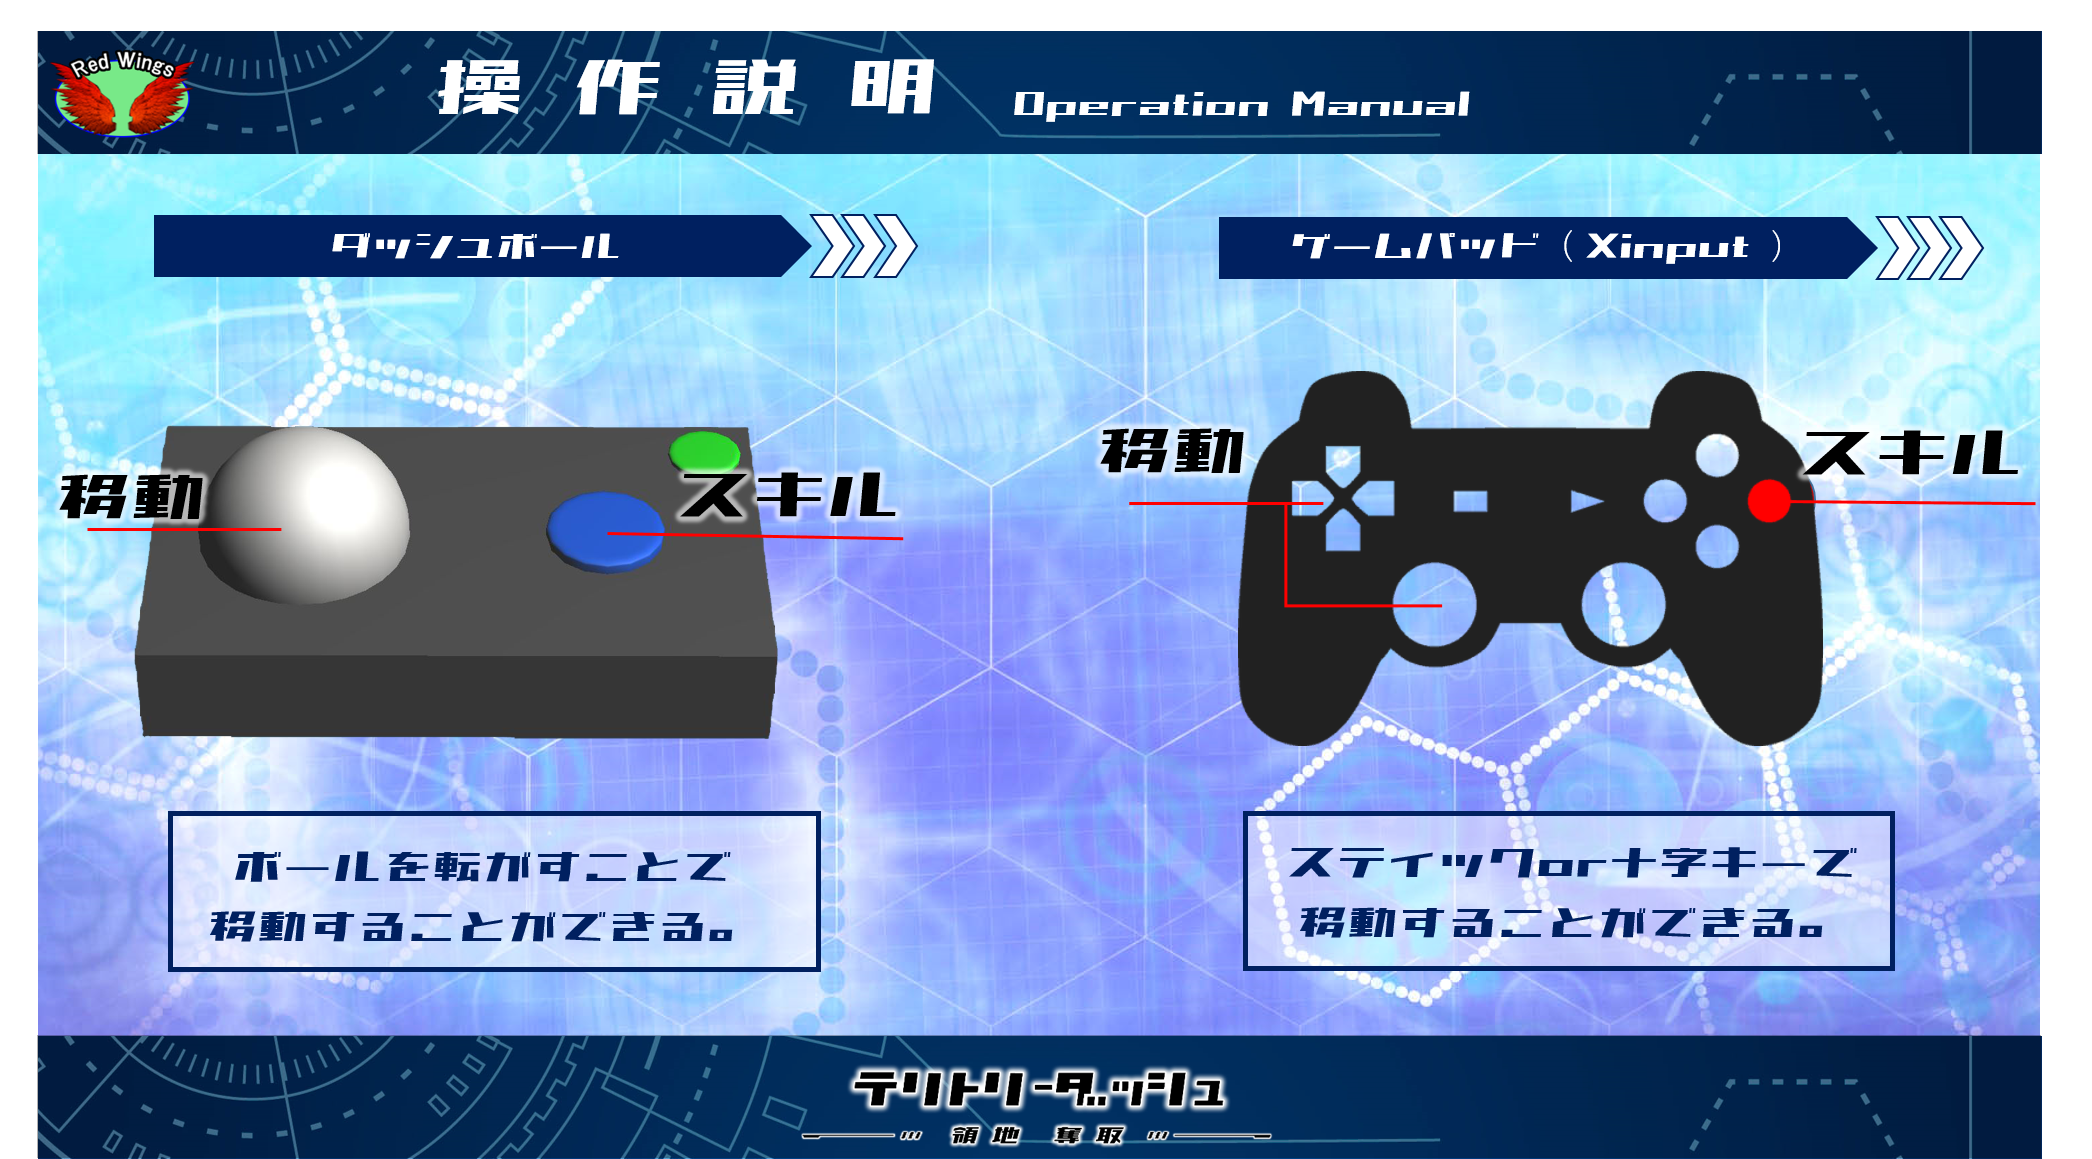 Red Wings
操作説明 Operation Manual
ダッシュボール
ゲームパッド（Xinput）
移動
スキル
移動
スキル
ボールを転がすことで
移動することができる。
スティックor十字キーで
移動することができる。
テリトリーダッシュ
領地 奪取